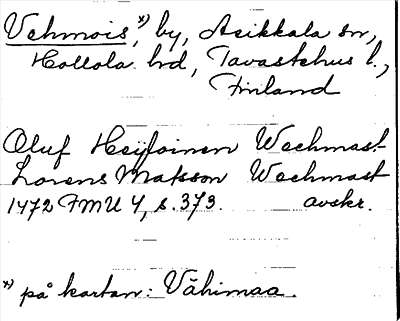 Vehmois,*) by, Asikkala sn,
Hollola hd, Tavastehus l.,
Finland
Oluf Heijloinen Wechmast
Lorens Matsson Wechmast
1472 FMU 4, s. 373. avskr.
*) på kartan: Vähimaa.